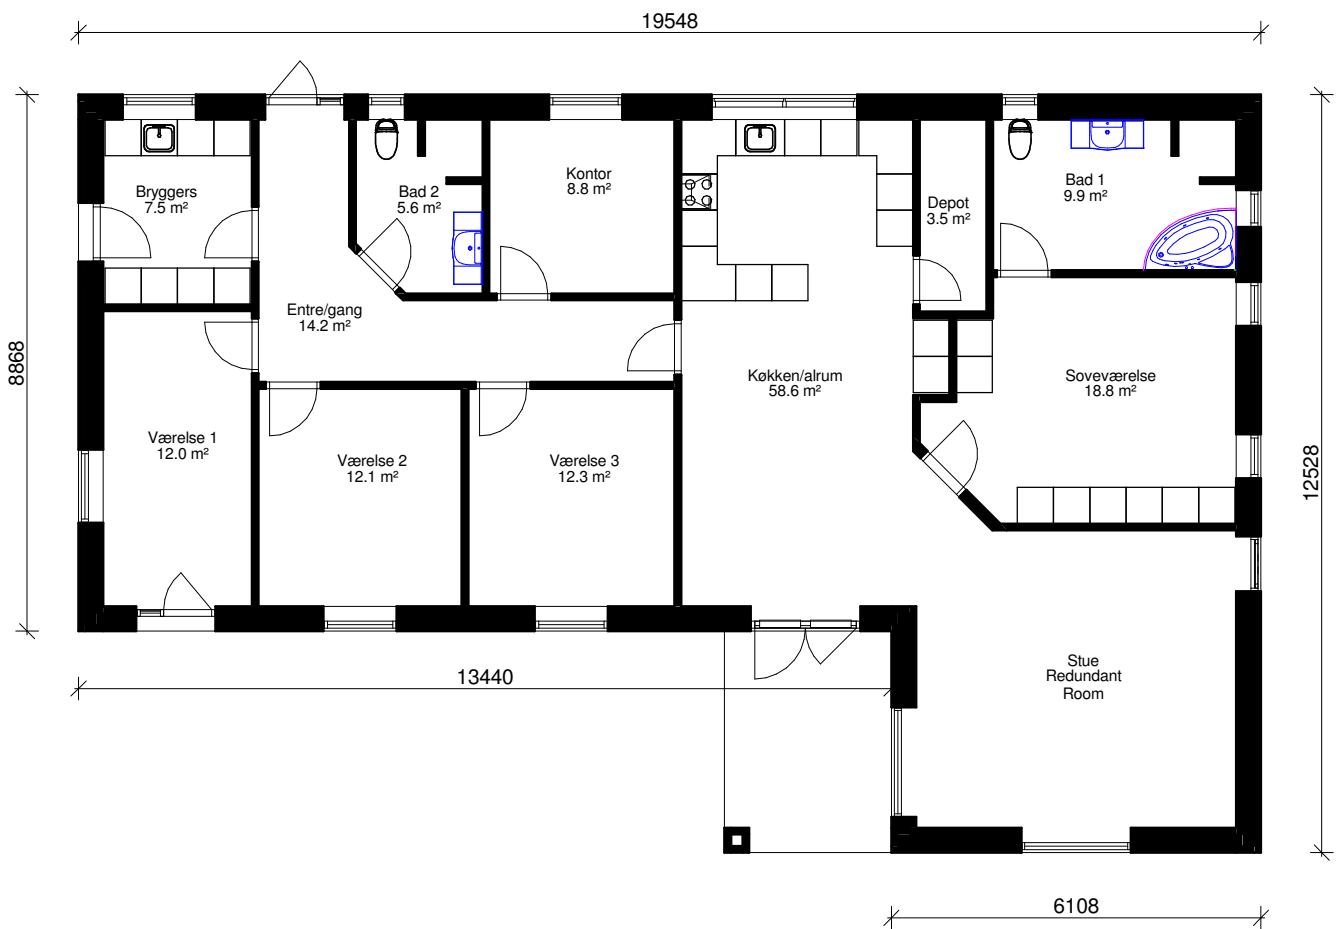 19548
Bryggers
7.5 m²
Bad 2
5.6 m²
Kontor
8.8 m²
Depot
3.5 m²
Bad 1
9.9 m²
Entre/gang
14.2 m²
8868
Køkken/alrum
58.6 m²
Soveværelse
18.8 m²
Værelse 1
12.0 m²
Værelse 2
12.1 m²
Værelse 3
12.3 m²
12528
Stue
Redundant
Room
13440
6108